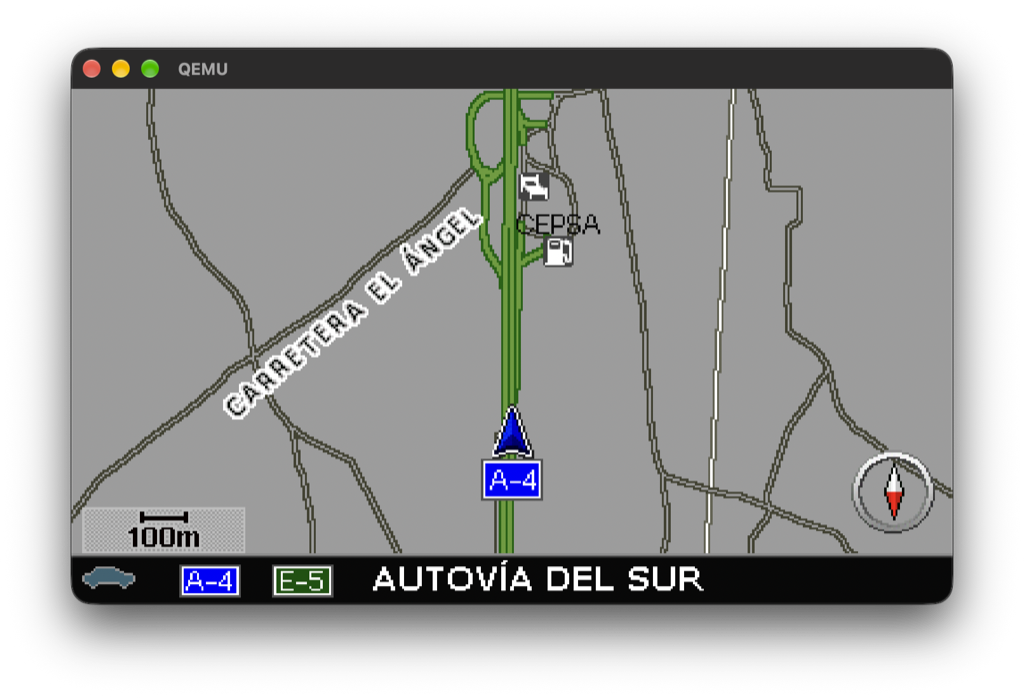 QEMU
CEPSA
CARRETERA EL ÁNGEL
A-4
100m
A-4 E-5 AUTOVÍA DEL SUR